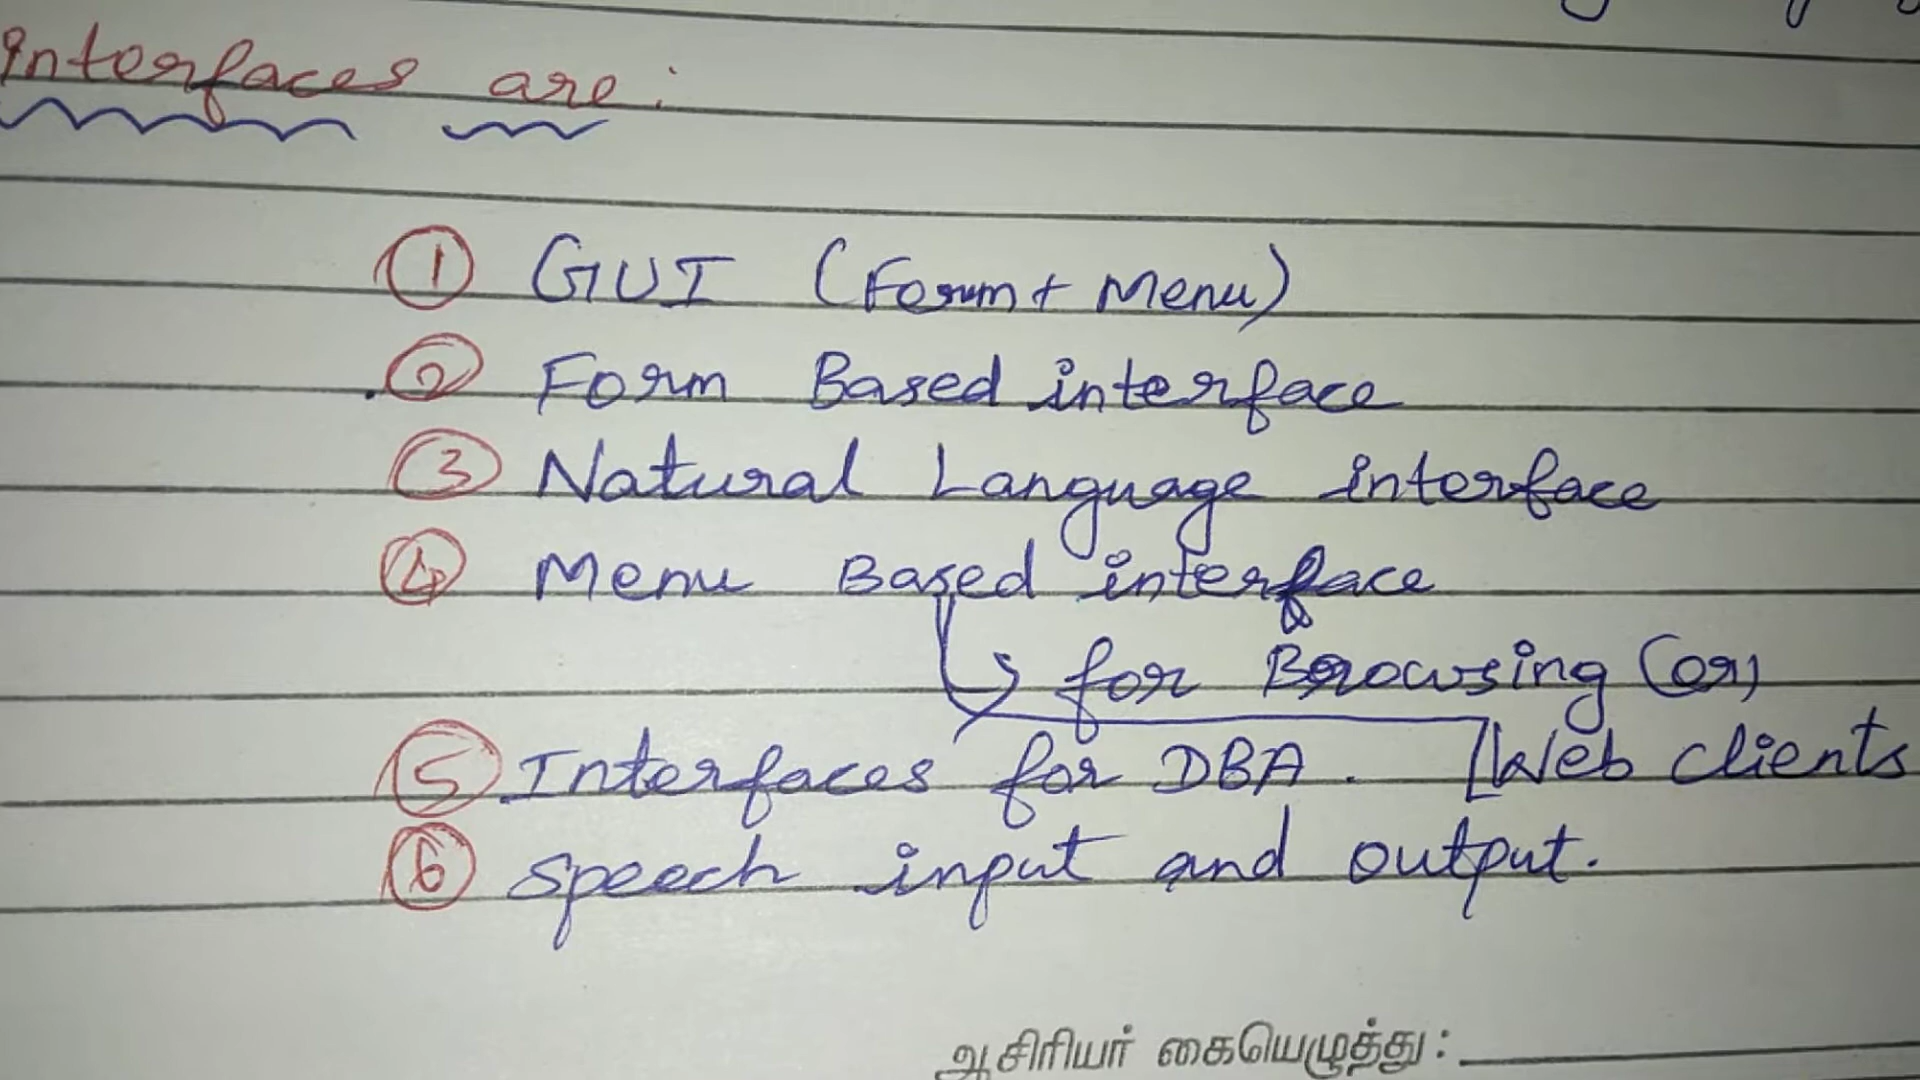 interfaces are:
① GUI (Form + Menu)
② Form Based interface
③ Natural Language interface
④ Menu Based interface
for Browsing (or)
⑤ Interfaces for DBA. [Web clients
⑥ speech input and output.
ஆசிரியர் கையெழுத்து :